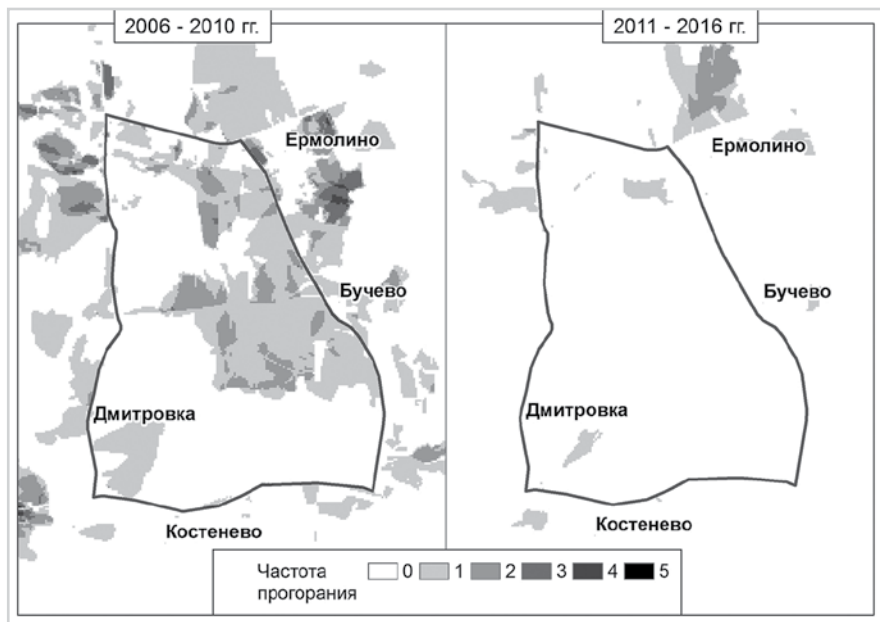 2006 - 2010 гг.
2011 - 2016 гг.
Ермолино
Бучево
Дмитровка
Костенево
Ермолино
Бучево
Дмитровка
Костенево
Частота
прогорания
0 1 2 3 4 5